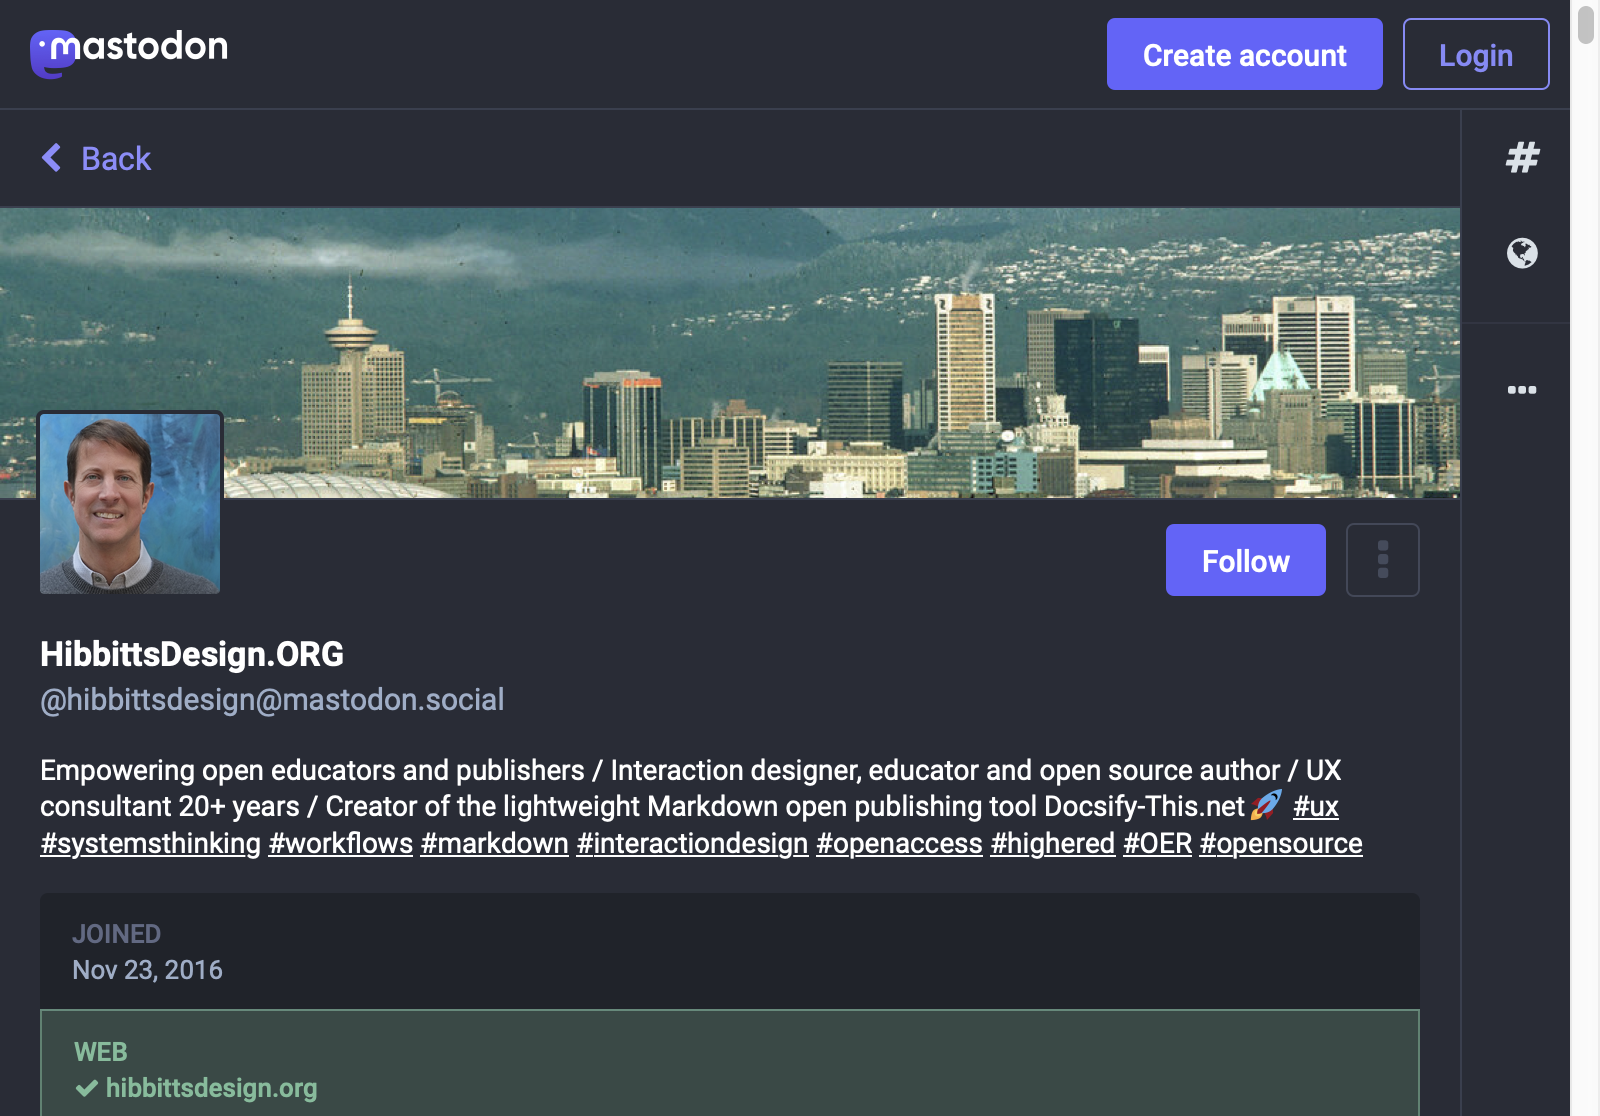 mastodon
Create account
Login
Back
Follow
HibbittsDesign.ORG
@hibbittsdesign@mastodon.social
Empowering open educators and publishers / Interaction designer, educator and open source author / UX
consultant 20+ years / Creator of the lightweight Markdown open publishing tool Docsify-This.net🚀 #ux
#systemsthinking #workflows #markdown #interactiondesign #openaccess #highered #OER #opensource
JOINED
Nov 23, 2016
WEB
✔ hibbittsdesign.org